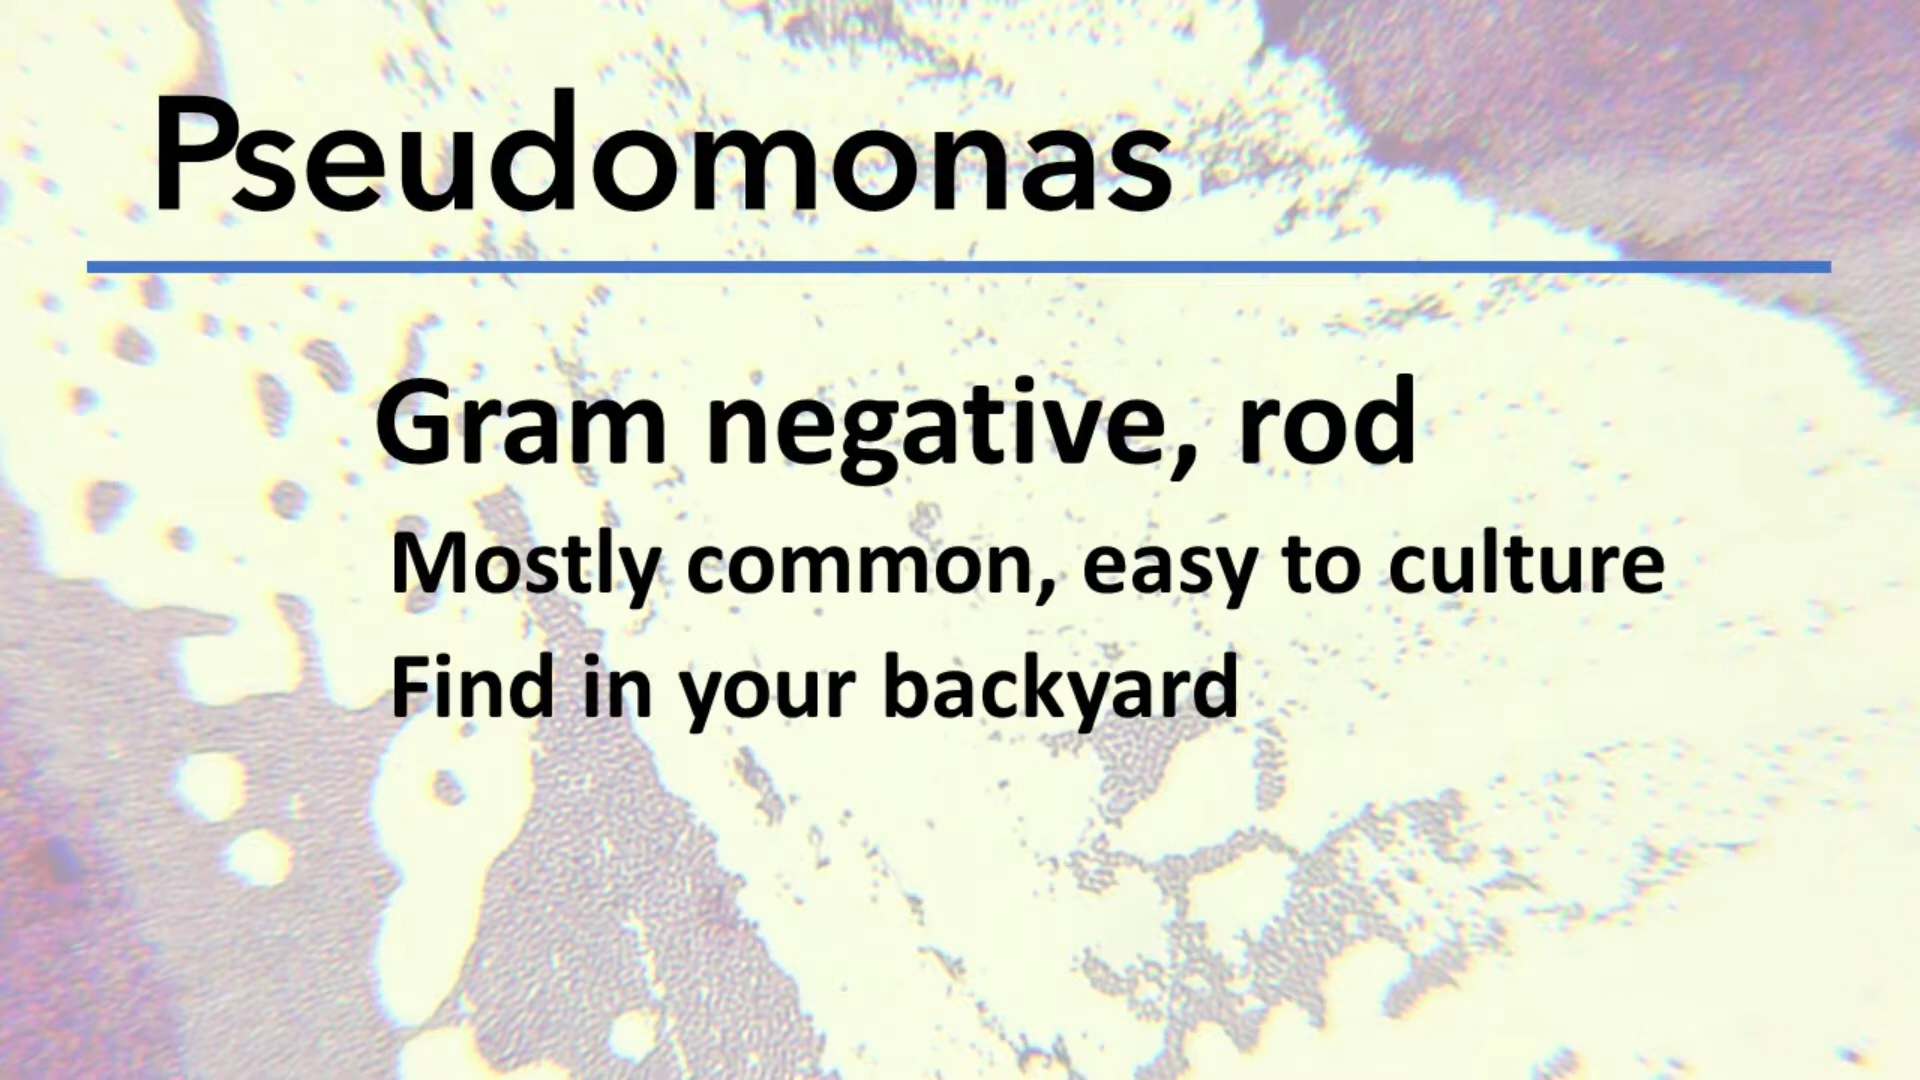 Pseudomonas
Gram negative, rod
Mostly common, easy to culture
Find in your backyard